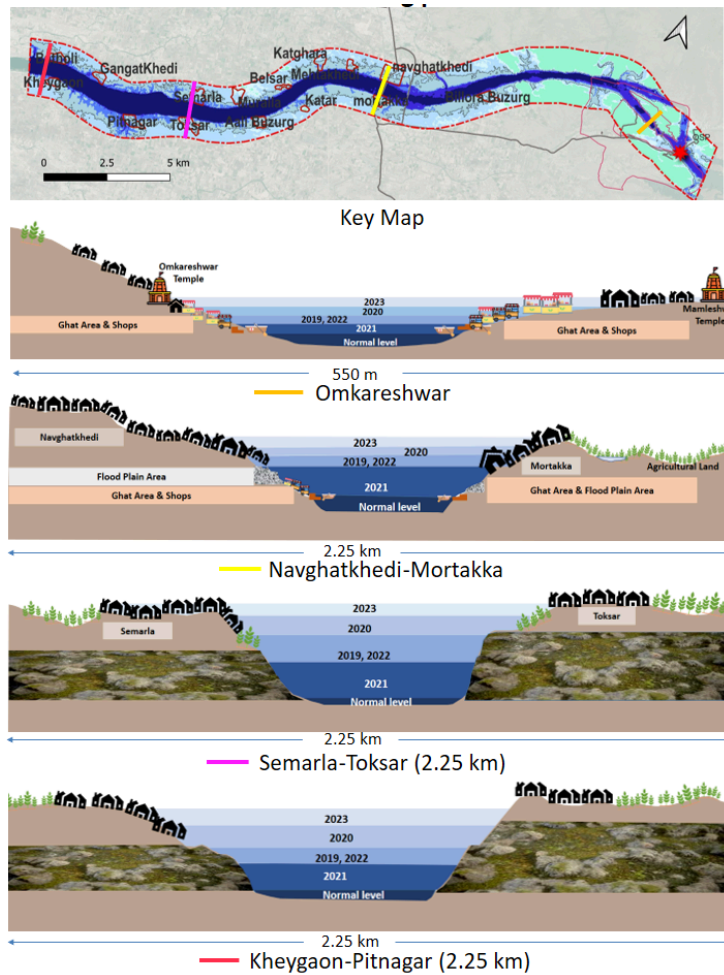 Katghara
navghatkhedi
Kheygaon
GangatKhedi
Mehtakhedi
Belsar
Semarla
Muralla
Katar
Billora Buzurg
Pitnagar
Toksar
Aali Buzurg
0 2.5 5 km
Key Map
Omkareshwar
Temple
2023
2020
2019, 2022
2021
Normal level
Ghat Area & Shops
Ghat Area & Shops
Temple
550 m
Omkareshwar
Navghatkhedi
2023
2020
2019, 2022
2021
Normal level
Mortakka
Agricultural Land
Flood Plain Area
Ghat Area & Shops
Ghat Area & Flood Plain Area
2.25 km
Navghatkhedi-Mortakka
Semarla
2023
2020
2019, 2022
2021
Normal level
Toksar
2.25 km
Semarla-Toksar (2.25 km)
2023
2020
2019, 2022
2021
Normal level
2.25 km
Kheygaon-Pitnagar (2.25 km)